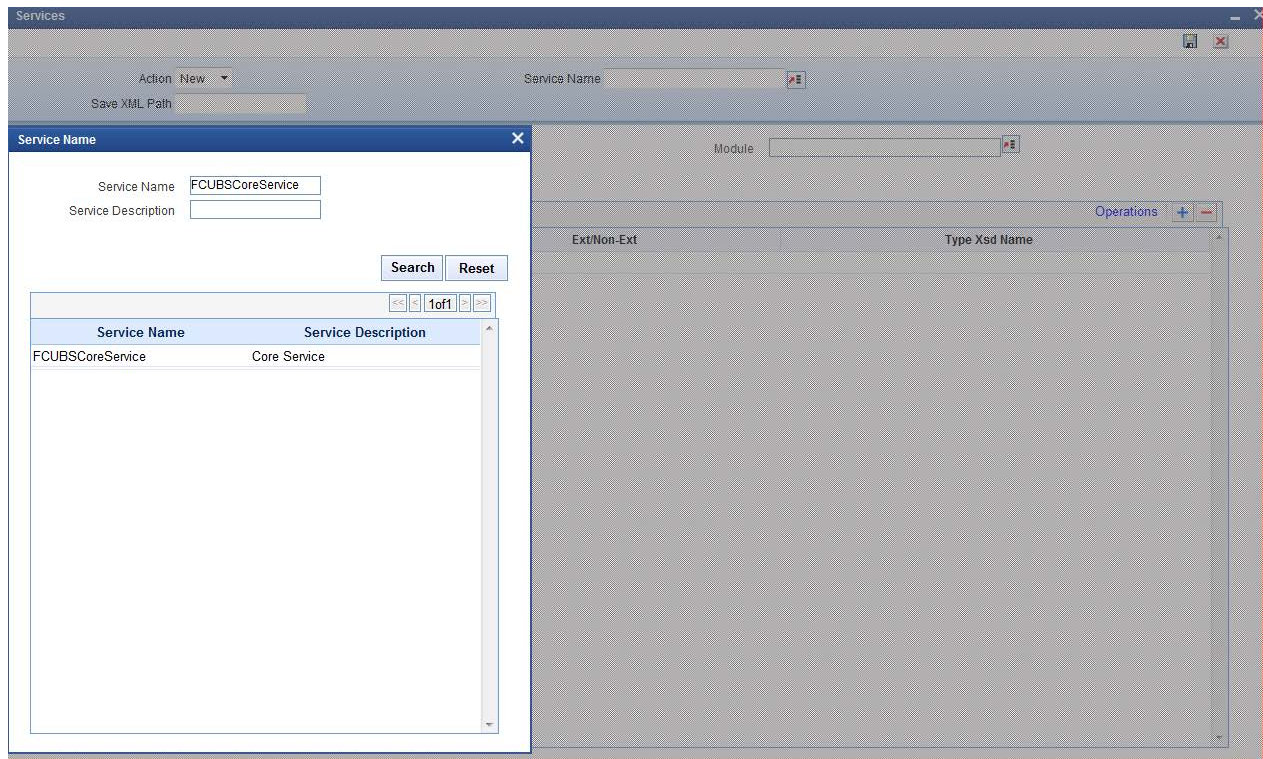 Services
Action New Service Name
Save XML Path
Service Name
Module
Service Name FCUBSCoreService
Service Description
Operations
Ext/Non-Ext Type Xsd Name
Search Reset
<< < 1of1 > >>
Service Name Service Description
FCUBSCoreService Core Service